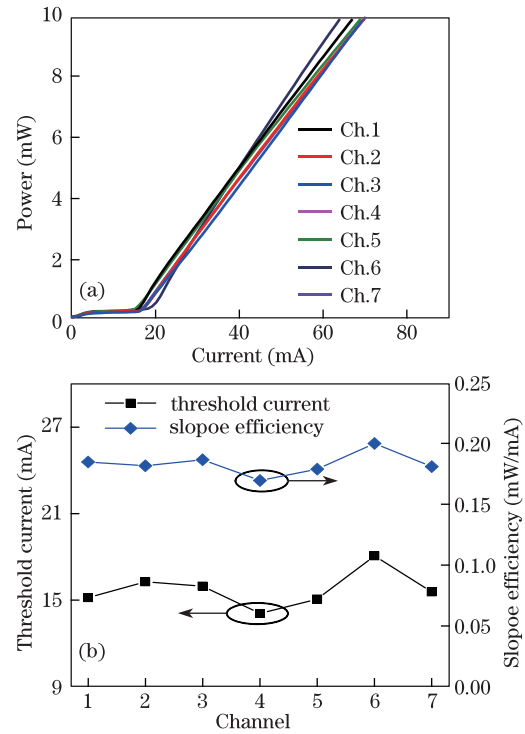 10
8
6
4
2
0
Power (mW)
Ch.1
Ch.2
Ch.3
Ch.4
Ch.5
Ch.6
Ch.7
(a)
0 20 40 60 80
Current (mA)
27
21
15
9
Threshold current (mA)
threshold current
slopoe efficiency
0.25
0.20
0.15
0.10
0.05
0.00
Slopoe efficiency (mW/mA)
(b)
1 2 3 4 5 6 7
Channel